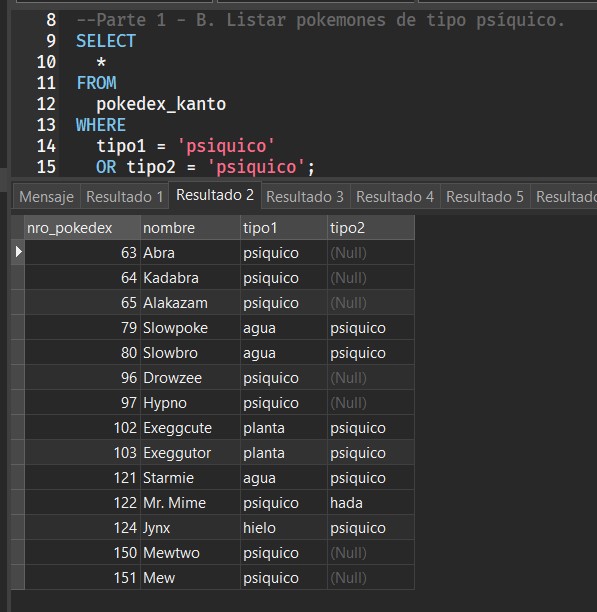 8 --Parte 1 - B. Listar pokemones de tipo psíquico.
9 SELECT
10 *
11 FROM
12 pokedex_kanto
13 WHERE
14 tipo1 = 'psiquico'
15 OR tipo2 = 'psiquico';
Mensaje Resultado 1 Resultado 2 Resultado 3 Resultado 4 Resultado 5 Resultado
nro_pokedex nombre tipo1 tipo2
63 Abra psiquico (Null)
64 Kadabra psiquico (Null)
65 Alakazam psiquico (Null)
79 Slowpoke agua psiquico
80 Slowbro agua psiquico
96 Drowzee psiquico (Null)
97 Hypno psiquico (Null)
102 Exeggcute planta psiquico
103 Exeggutor planta psiquico
121 Starmie agua psiquico
122 Mr. Mime psiquico hada
124 Jynx hielo psiquico
150 Mewtwo psiquico (Null)
151 Mew psiquico (Null)